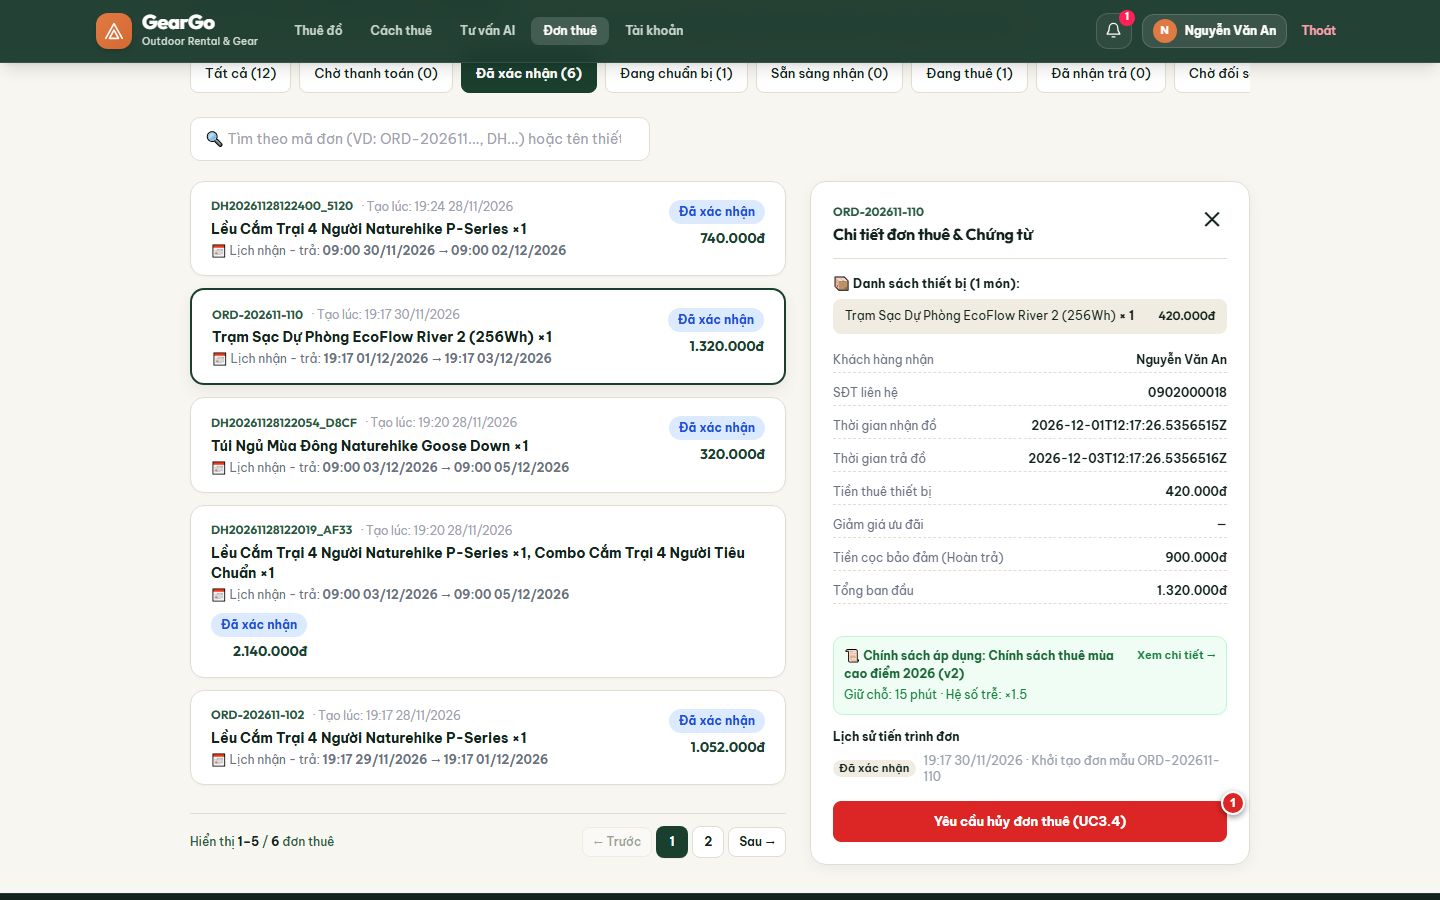 GearGo
Outdoor Rental & Gear
Thuê đồ
Cách thuê
Tư vấn AI
Đơn thuê
Tài khoản
1
N
Nguyễn Văn An
Thoát
Tất cả (12)
Chờ thanh toán (0)
Đã xác nhận (6)
Đang chuẩn bị (1)
Sẵn sàng nhận (0)
Đang thuê (1)
Đã nhận trả (0)
Chờ đối s
Tìm theo mã đơn (VD: ORD-202611..., DH...) hoặc tên thiết
DH20261128122400_5120 · Tạo lúc: 19:24 28/11/2026
Đã xác nhận
Lều Cắm Trại 4 Người Naturehike P-Series ×1
740.000đ
Lịch nhận - trả: 09:00 30/11/2026 → 09:00 02/12/2026
ORD-202611-110 · Tạo lúc: 19:17 30/11/2026
Đã xác nhận
Trạm Sạc Dự Phòng EcoFlow River 2 (256Wh) ×1
1.320.000đ
Lịch nhận - trả: 19:17 01/12/2026 → 19:17 03/12/2026
DH20261128122054_D8CF · Tạo lúc: 19:20 28/11/2026
Đã xác nhận
Túi Ngủ Mùa Đông Naturehike Goose Down ×1
320.000đ
Lịch nhận - trả: 09:00 03/12/2026 → 09:00 05/12/2026
DH20261128122019_AF33 · Tạo lúc: 19:20 28/11/2026
Lều Cắm Trại 4 Người Naturehike P-Series ×1, Combo Cắm Trại 4 Người Tiêu
Chuẩn ×1
Lịch nhận - trả: 09:00 03/12/2026 → 09:00 05/12/2026
Đã xác nhận
2.140.000đ
ORD-202611-102 · Tạo lúc: 19:17 28/11/2026
Đã xác nhận
Lều Cắm Trại 4 Người Naturehike P-Series ×1
1.052.000đ
Lịch nhận - trả: 19:17 29/11/2026 → 19:17 01/12/2026
Hiển thị 1–5 / 6 đơn thuê
← Trước
1
2
Sau →
ORD-202611-110
Chi tiết đơn thuê & Chứng từ
Danh sách thiết bị (1 món):
Trạm Sạc Dự Phòng EcoFlow River 2 (256Wh) × 1
420.000đ
Khách hàng nhận
Nguyễn Văn An
SĐT liên hệ
0902000018
Thời gian nhận đồ
2026-12-01T12:17:26.5356515Z
Thời gian trả đồ
2026-12-03T12:17:26.5356516Z
Tiền thuê thiết bị
420.000đ
Giảm giá ưu đãi
–
Tiền cọc bảo đảm (Hoàn trả)
900.000đ
Tổng ban đầu
1.320.000đ
Chính sách áp dụng: Chính sách thuê mùa
cao điểm 2026 (v2)
Xem chi tiết →
Giữ chỗ: 15 phút · Hệ số trễ: ×1.5
Lịch sử tiến trình đơn
Đã xác nhận
19:17 30/11/2026 · Khởi tạo đơn mẫu ORD-202611-
110
1
Yêu cầu hủy đơn thuê (UC3.4)